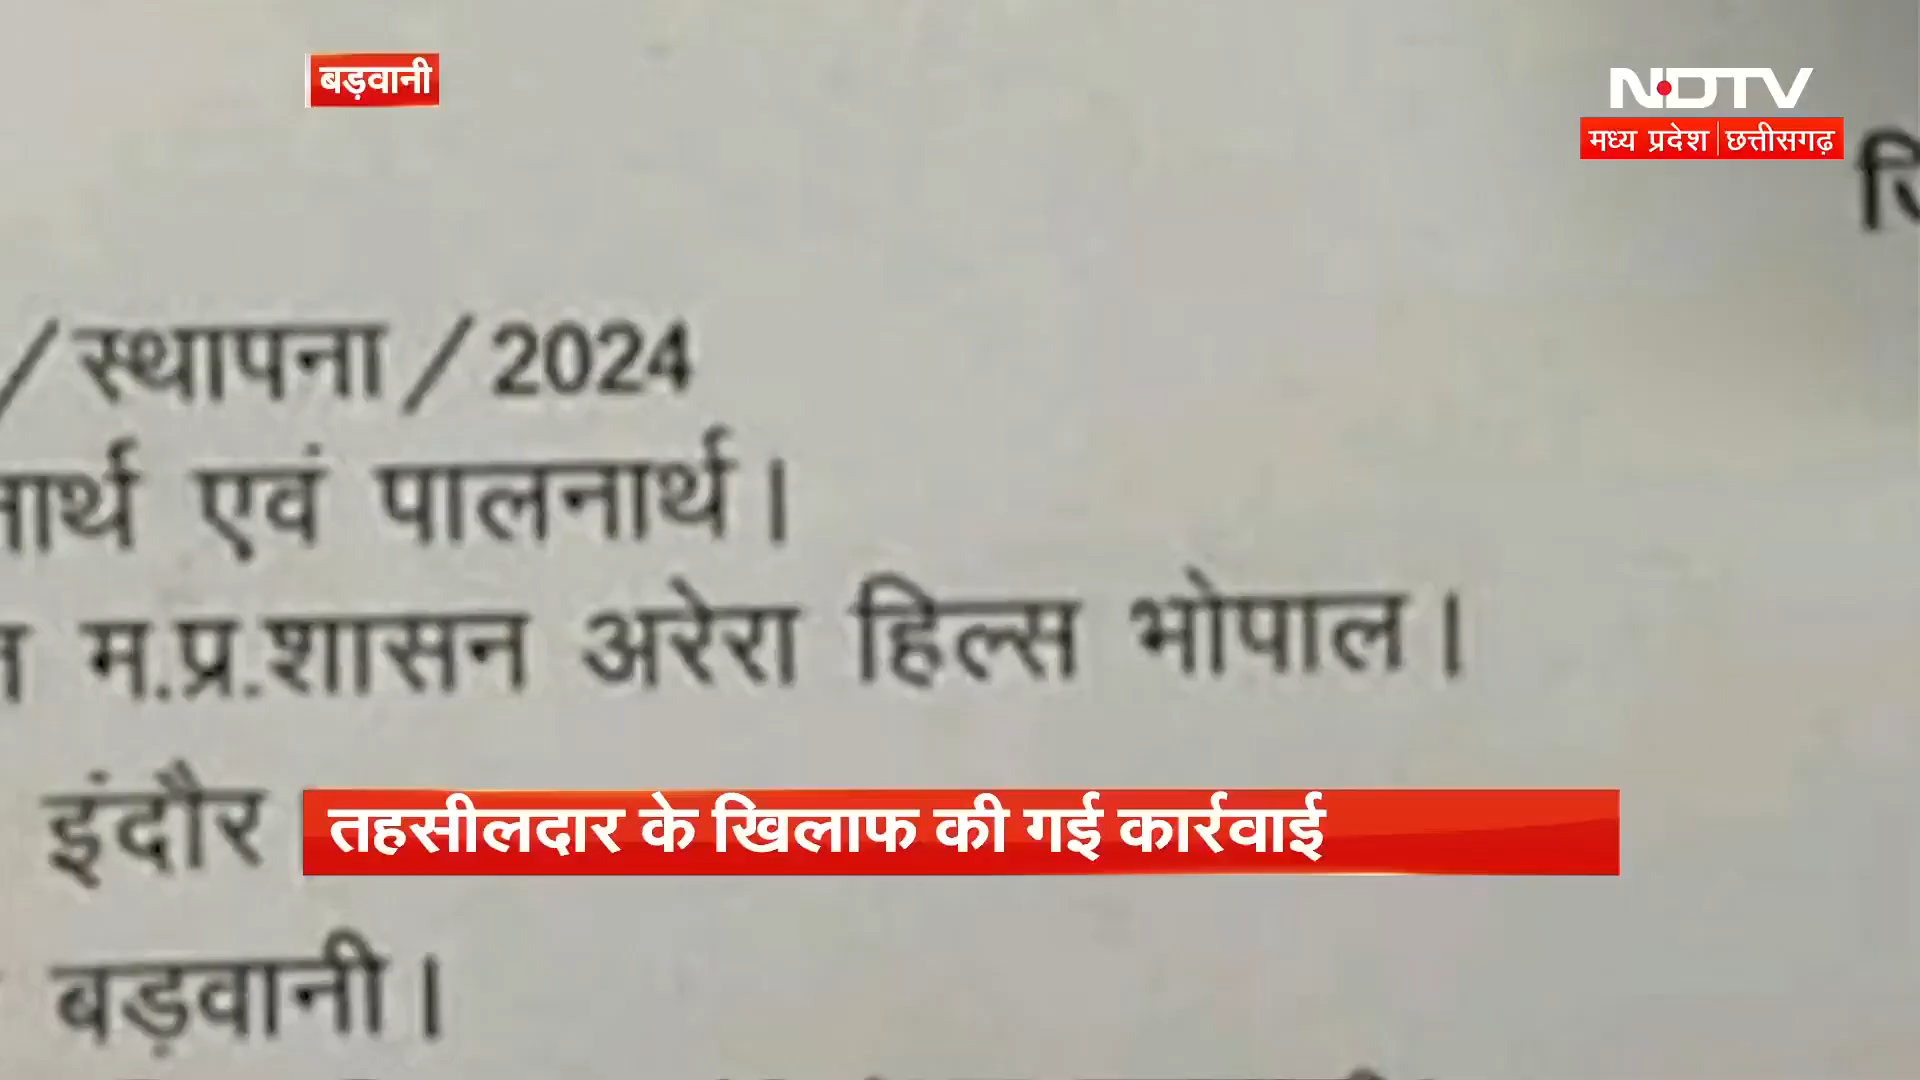 बड़वानी
NDTV
मध्य प्रदेश|छत्तीसगढ़
/स्थापना/2024
एवं पालनार्थ।
म.प्र.शासन अरेरा हिल्स भोपाल।
इंदौर
तहसीलदार के खिलाफ की गई कार्रवाई
बड़वानी।